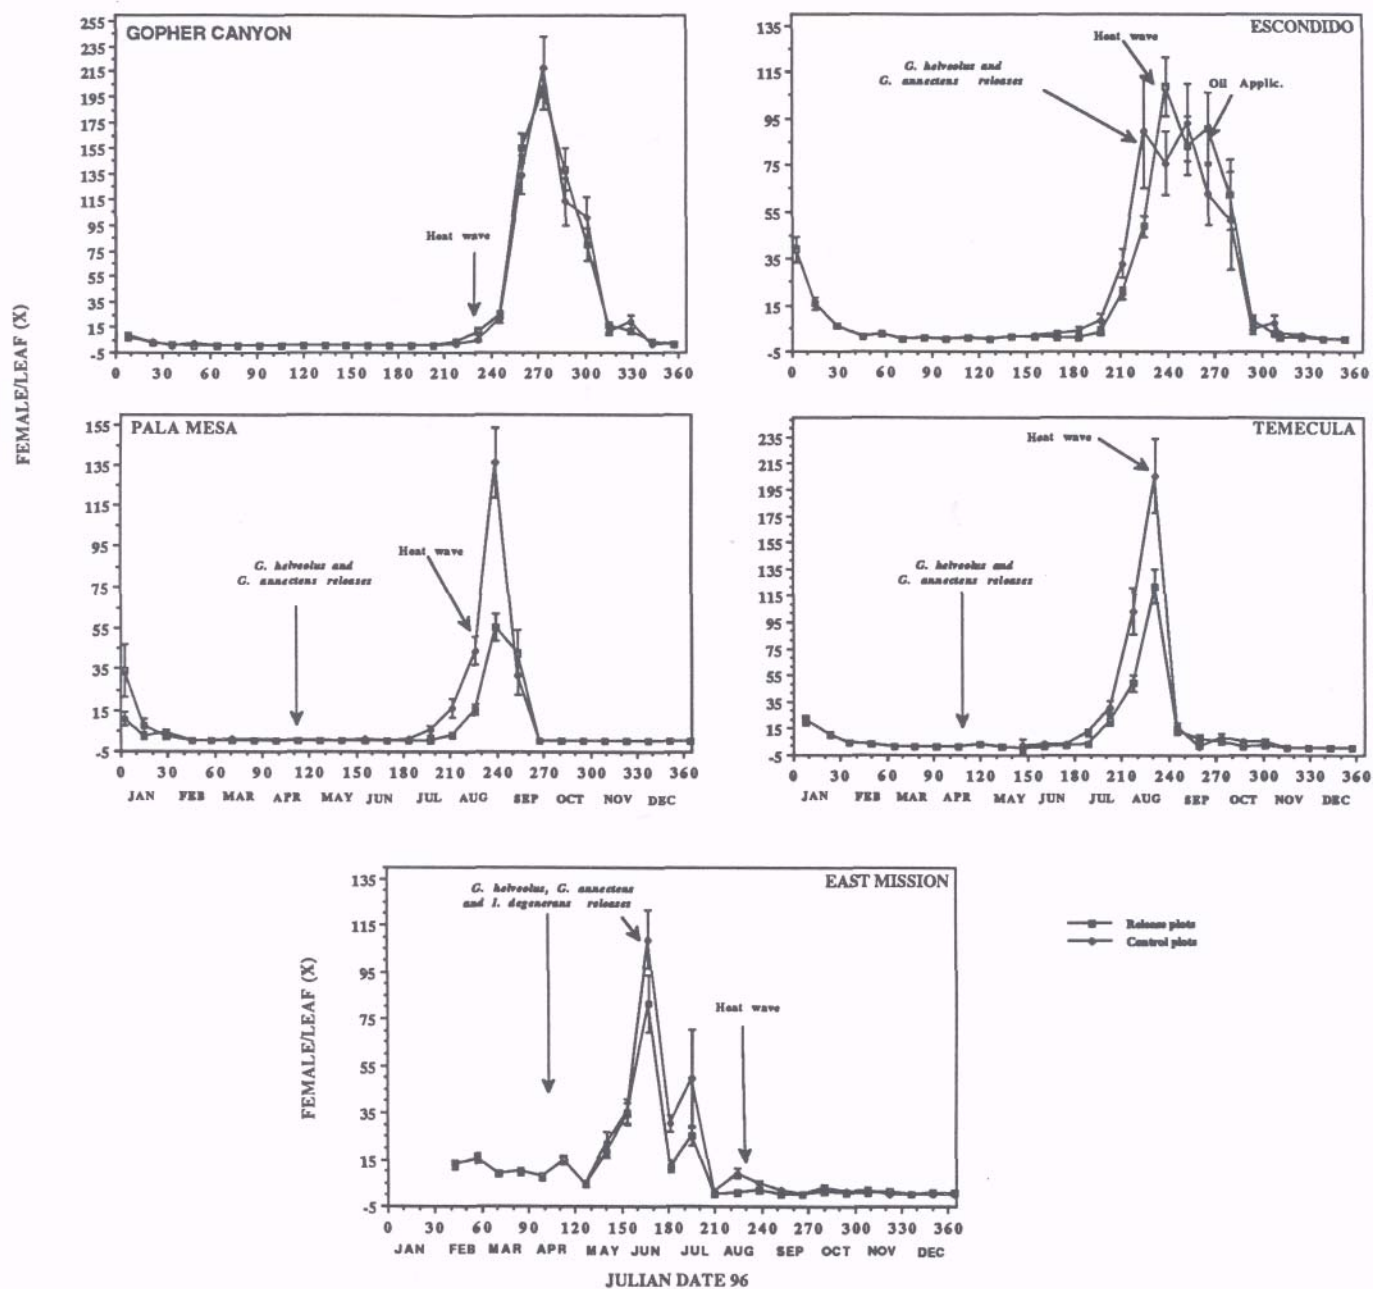 GOPHER CANYON
255
235
215
195
175
155
135
115
95
75
55
35
15
-5
Heat wave
0 30 60 90 120 150 180 210 240 270 300 330 360
ESCONDIDO
135
115
95
75
55
35
15
-5
Heat wave
G. helveolus and
G. annectens releases
Oil Applic.
0 30 60 90 120 150 180 210 240 270 300 330 360
FEMALE/LEAF (X)
PALA MESA
155
135
115
95
75
55
35
15
-5
G. helveolus and
G. annectens releases
Heat wave
0 30 60 90 120 150 180 210 240 270 300 330 360
JAN FEB MAR APR MAY JUN JUL AUG SEP OCT NOV DEC
TEMECULA
235
215
195
175
155
135
115
95
75
55
35
15
-5
Heat wave
G. helveolus and
G. annectens releases
0 30 60 90 120 150 180 210 240 270 300 330 360
JAN FEB MAR APR MAY JUN JUL AUG SEP OCT NOV DEC
EAST MISSION
135
115
95
75
55
35
15
-5
G. helveolus, G. annectens
and I. degenerans releases
Heat wave
FEMALE/LEAF (X)
0 30 60 90 120 150 180 210 240 270 300 330 360
JAN FEB MAR APR MAY JUN JUL AUG SEP OCT NOV DEC
JULIAN DATE 96
Release plots
Control plots